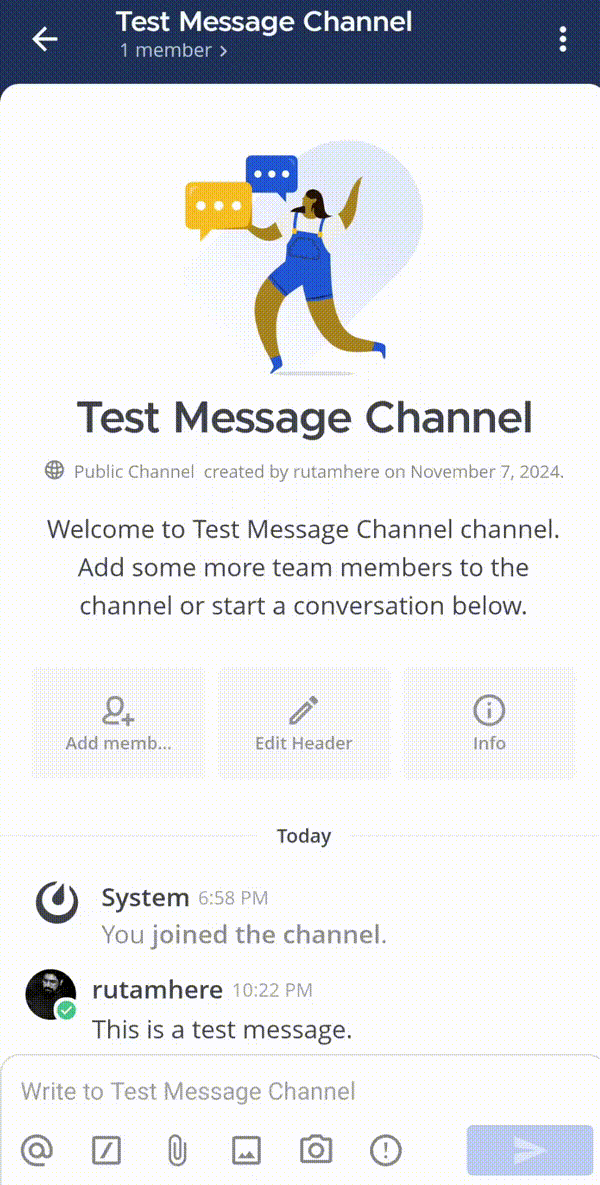 Test Message Channel
1 member
Test Message Channel
Public Channel created by rutamhere on November 7, 2024.
Welcome to Test Message Channel channel.
Add some more team members to the
channel or start a conversation below.
Add memb...
Edit Header
Info
Today
System 6:58 PM
You joined the channel.
rutamhere 10:22 PM
This is a test message.
Write to Test Message Channel